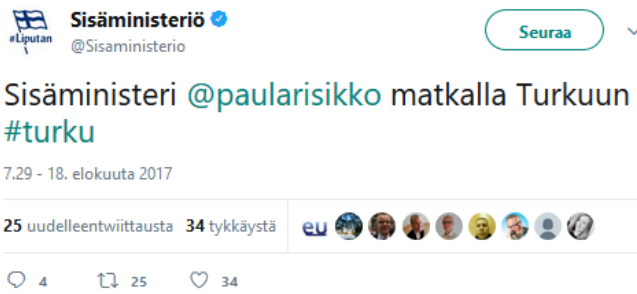 Sisäministeriö
#Liputan
@Sisaministerio
Seuraa
Sisäministeri @paularisikko matkalla Turkuun
#turku
7.29 - 18. elokuuta 2017
25 uudelleentwiittausta 34 tykkäystä
eu
4 25 34